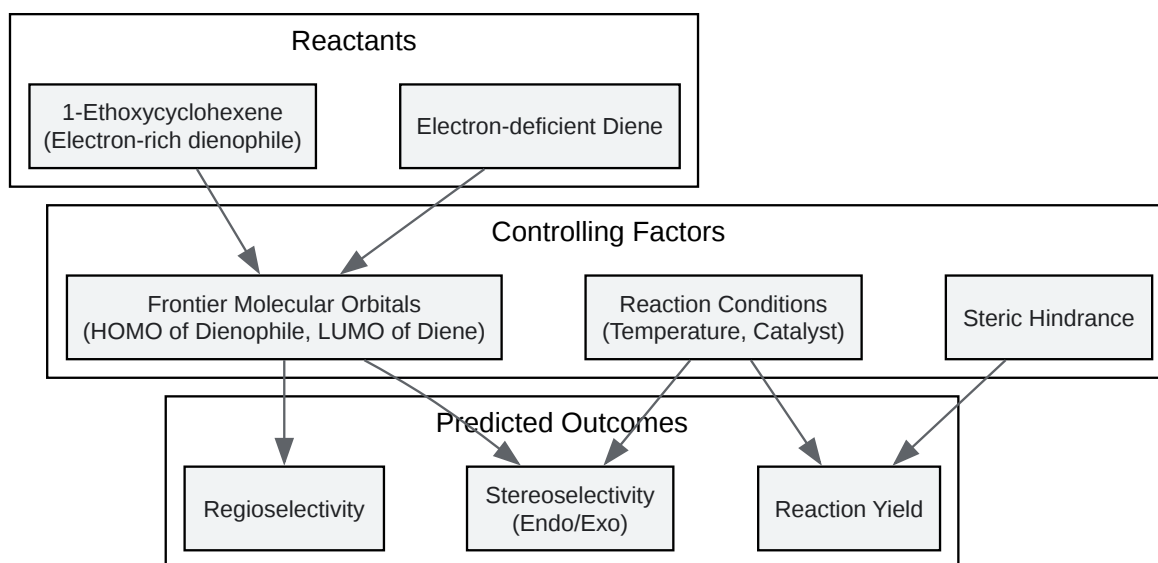 Reactants
1-Ethoxycyclohexene
(Electron-rich dienophile)
Electron-deficient Diene
Controlling Factors
Frontier Molecular Orbitals
(HOMO of Dienophile, LUMO of Diene)
Reaction Conditions
(Temperature, Catalyst)
Steric Hindrance
Predicted Outcomes
Regioselectivity
Stereoselectivity
(Endo/Exo)
Reaction Yield